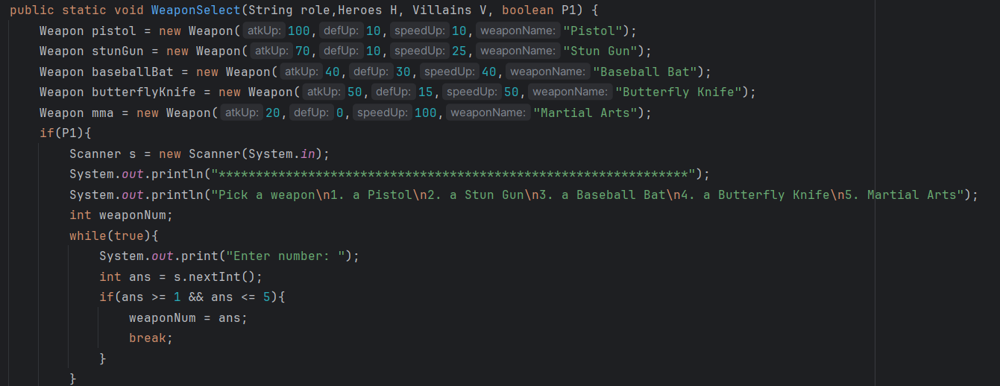 public static void WeaponSelect(String role,Heroes H, Villains V, boolean P1) {
Weapon pistol = new Weapon( atkUp: 100, defUp: 10, speedUp: 10, weaponName: "Pistol");
Weapon stunGun = new Weapon( atkUp: 70, defUp: 10, speedUp: 25, weaponName: "Stun Gun");
Weapon baseballBat = new Weapon( atkUp: 40, defUp: 30, speedUp: 40, weaponName: "Baseball Bat");
Weapon butterflyKnife = new Weapon( atkUp: 50, defUp: 15, speedUp: 50, weaponName: "Butterfly Knife");
Weapon mma = new Weapon( atkUp: 20, defUp: 0, speedUp: 100, weaponName: "Martial Arts");
if(P1){
Scanner s = new Scanner(System.in);
System.out.println("***************************************************************");
System.out.println("Pick a weapon\n1. a Pistol\n2. a Stun Gun\n3. a Baseball Bat\n4. a Butterfly Knife\n5. Martial Arts");
int weaponNum;
while(true){
System.out.print("Enter number: ");
int ans = s.nextInt();
if(ans >= 1 && ans <= 5){
weaponNum = ans;
break;
}
}